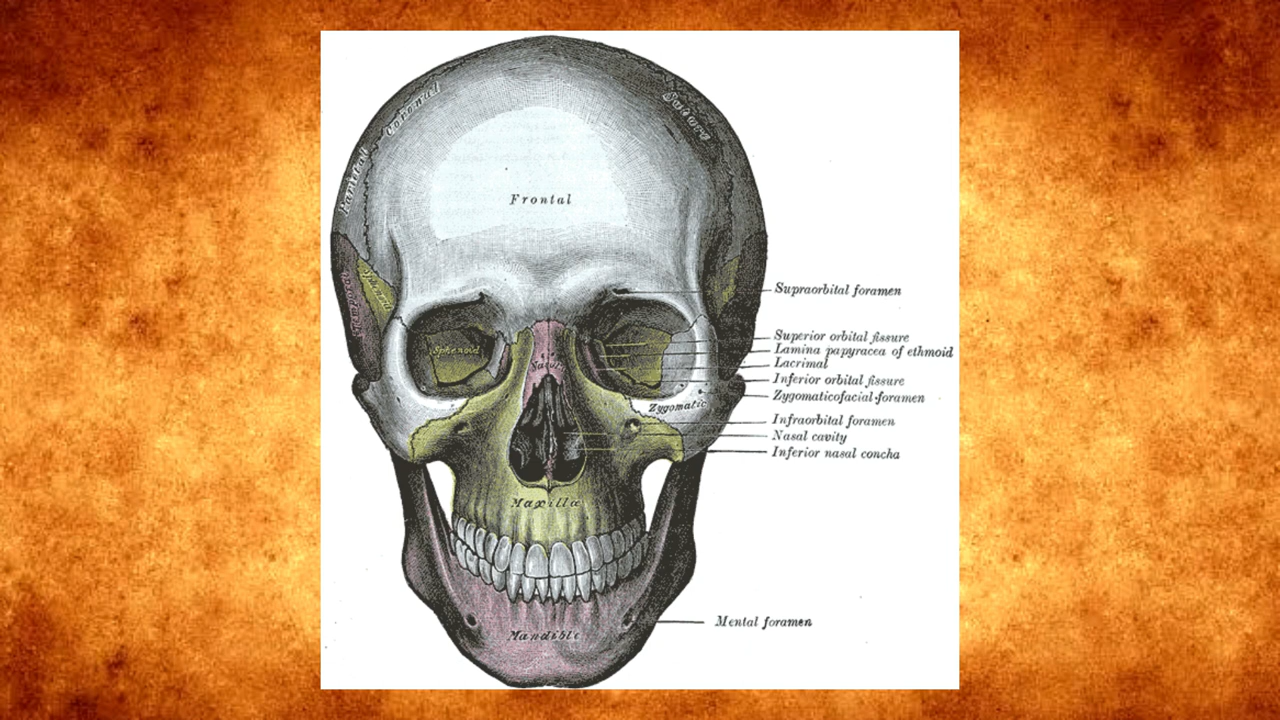 Coronal
Suture
Parietal
Frontal
Sphenoid
Temporal
Supraorbital foramen
Superior orbital fissure
Lamina papyracea of ethmoid
Lacrimal
Inferior orbital fissure
Zygomaticofacial foramen
Sphenoid
Nasal
Zygomatic
Infraorbital foramen
Nasal cavity
Inferior nasal concha
Maxilla
Mental foramen
Mandible